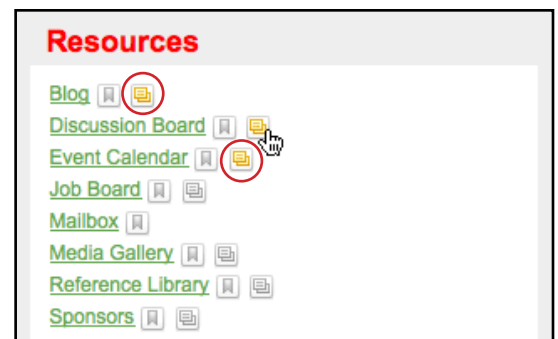 Resources
Blog
Discussion Board
Event Calendar
Job Board
Mailbox
Media Gallery
Reference Library
Sponsors